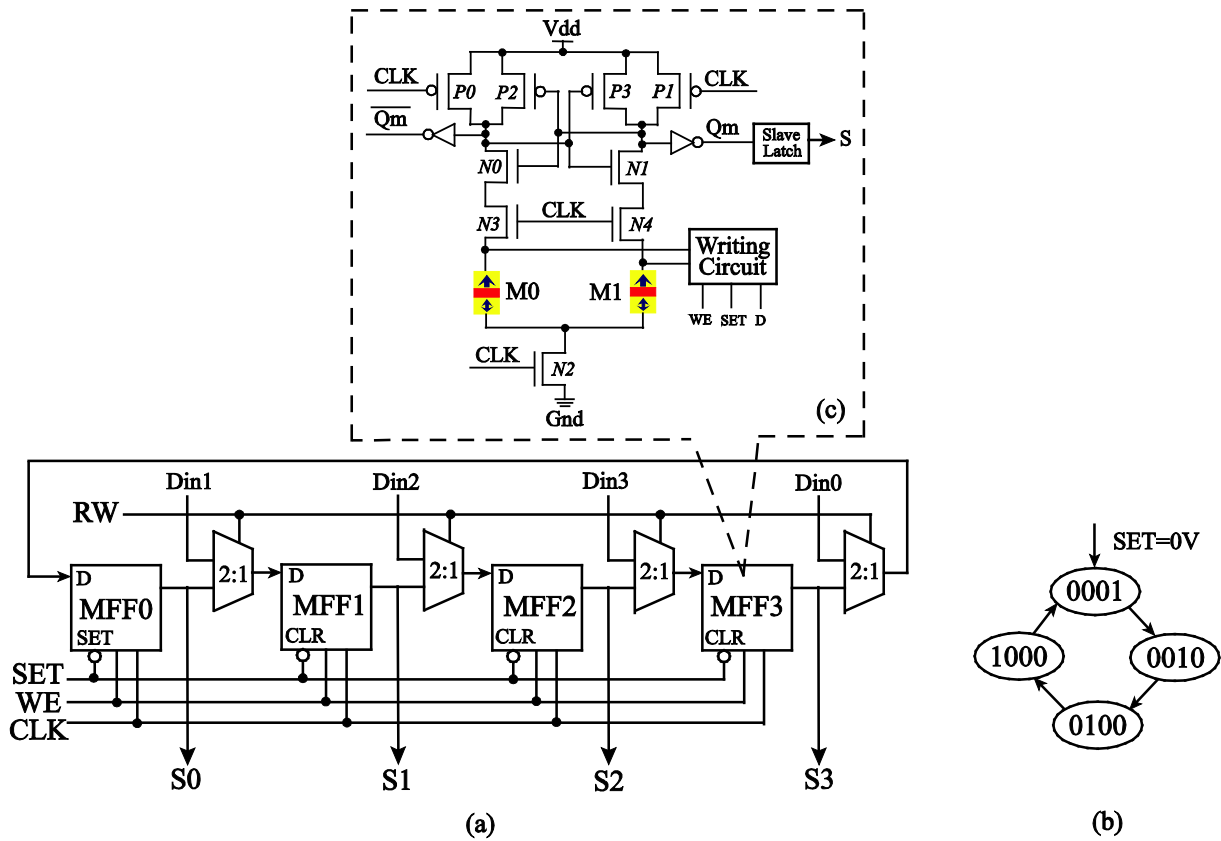 Vdd
CLK P0 P2 P3 P1 CLK
Qm Qm Slave Latch S
N0 N1
N3 CLK N4
Writing
Circuit
M0 M1
WE SET D
CLK N2
Gnd
(c)
Din1 Din2 Din3 Din0
RW
D 2:1 D 2:1 D 2:1 D 2:1
MFF0 MFF1 MFF2 MFF3
SET CLR CLR CLR
SET
WE
CLK
S0 S1 S2 S3
(a)
SET=0V
0001
1000 0010
0100
(b)